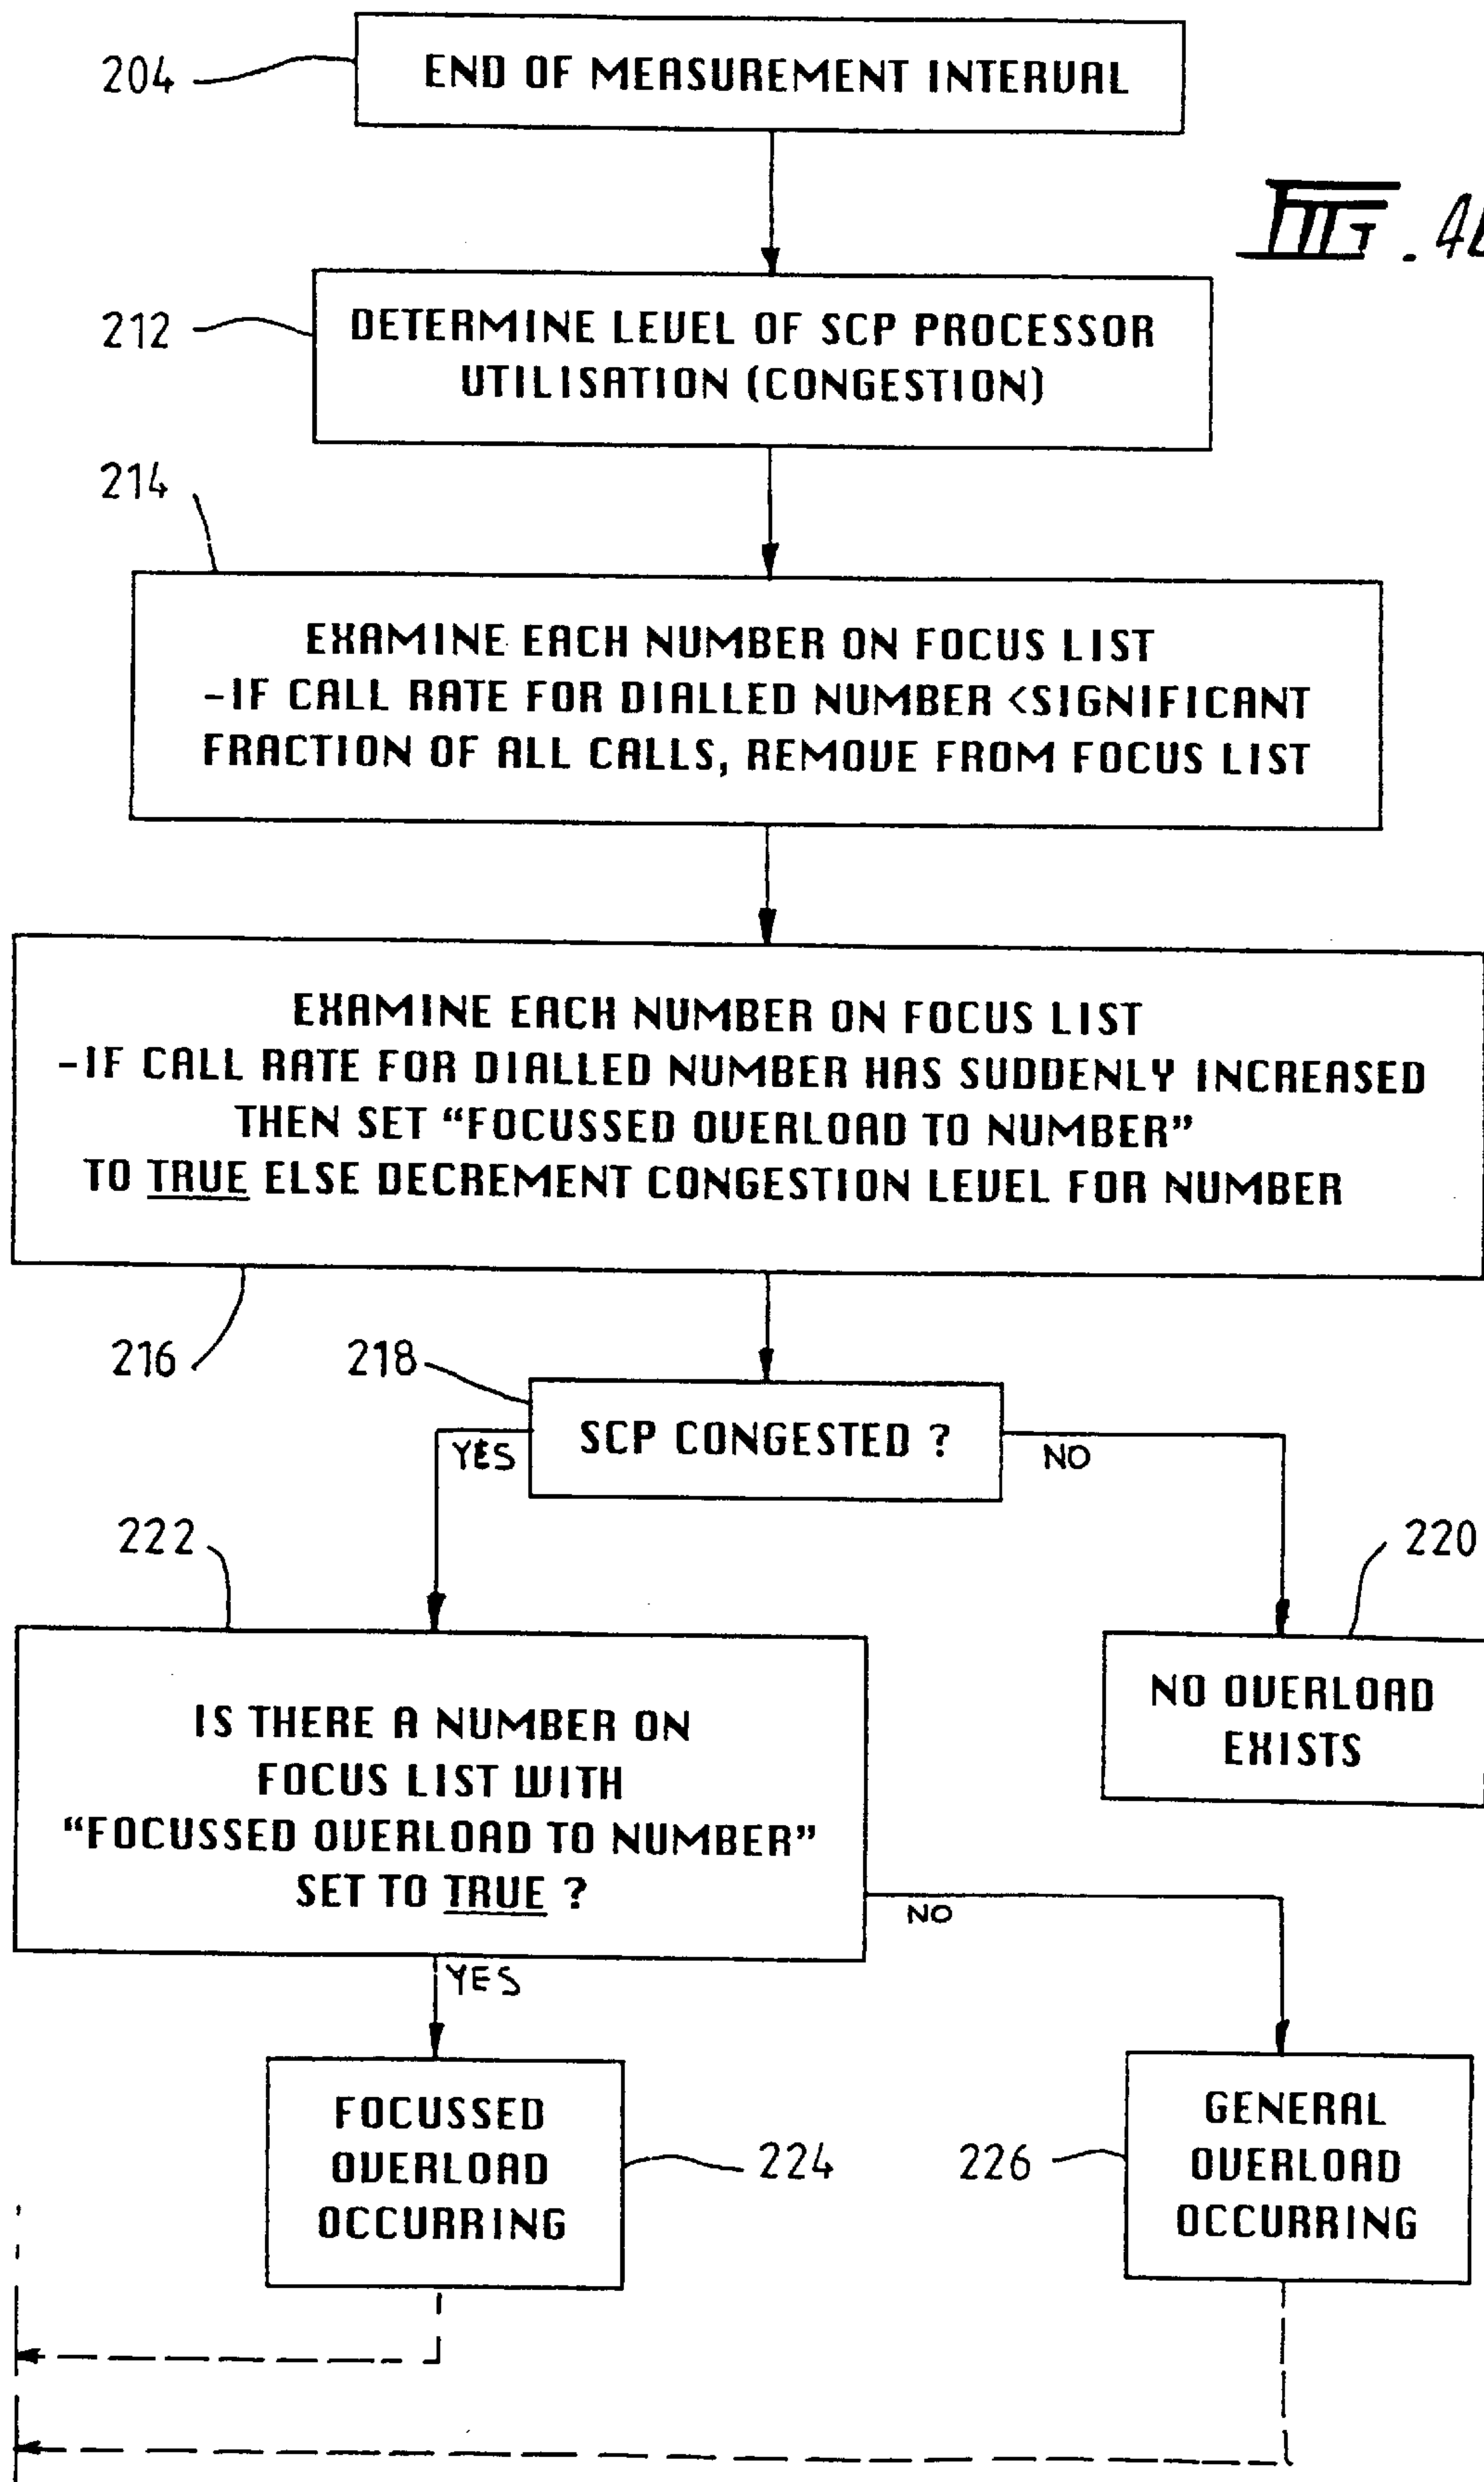 204
END OF MEASUREMENT INTERVAL
FIG. 4b
212
DETERMINE LEVEL OF SCP PROCESSOR
UTILISATION (CONGESTION)
214
EXAMINE EACH NUMBER ON FOCUS LIST
-IF CALL RATE FOR DIALLED NUMBER <SIGNIFICANT
FRACTION OF ALL CALLS, REMOVE FROM FOCUS LIST
EXAMINE EACH NUMBER ON FOCUS LIST
-IF CALL RATE FOR DIALLED NUMBER HAS SUDDENLY INCREASED
THEN SET “FOCUSSED OVERLOAD TO NUMBER”
TO TRUE ELSE DECREMENT CONGESTION LEVEL FOR NUMBER
216
218
SCP CONGESTED ?
YES
NO
222
220
IS THERE A NUMBER ON
FOCUS LIST WITH
“FOCUSSED OVERLOAD TO NUMBER”
SET TO TRUE ?
NO OVERLOAD
EXISTS
NO
YES
FOCUSSED
OVERLOAD
OCCURRING
224
226
GENERAL
OVERLOAD
OCCURRING